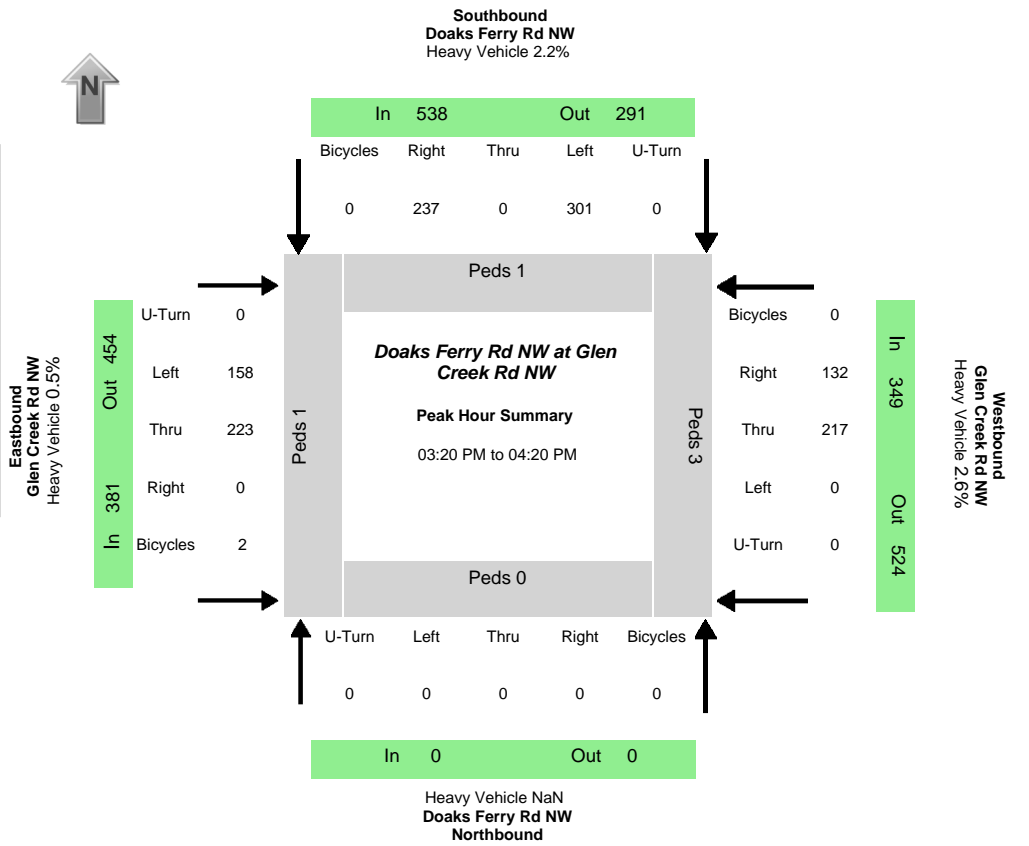 Southbound
Doaks Ferry Rd NW
Heavy Vehicle 2.2%
N
In 538 Out 291
Bicycles Right Thru Left U-Turn
0 237 0 301 0
Peds 1
Eastbound
Glen Creek Rd NW
Heavy Vehicle 0.5%
In 381 Out 454
U-Turn 0
Left 158
Thru 223
Right 0
Bicycles 2
Peds 1
Doaks Ferry Rd NW at Glen
Creek Rd NW
Peak Hour Summary
03:20 PM to 04:20 PM
Peds 3
Bicycles 0
Right 132
Thru 217
Left 0
U-Turn 0
In 349 Out 524
Westbound
Glen Creek Rd NW
Heavy Vehicle 2.6%
Peds 0
U-Turn Left Thru Right Bicycles
0 0 0 0 0
In 0 Out 0
Heavy Vehicle NaN
Doaks Ferry Rd NW
Northbound